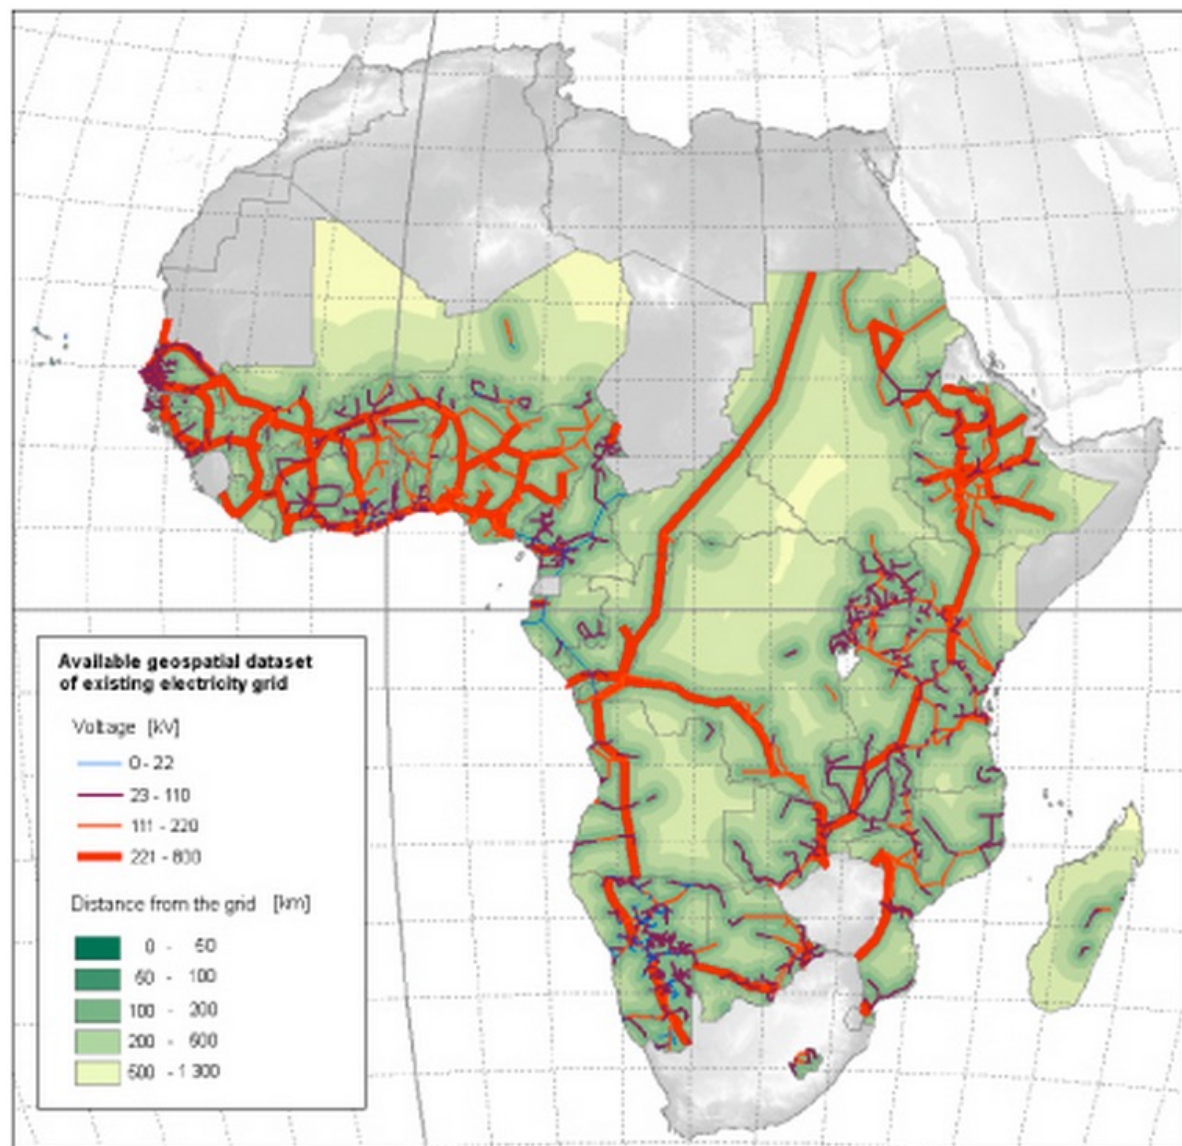 Available geospatial dataset
of existing electricity grid
Voltage [kV]
0 - 22
23 - 110
111 - 220
221 - 800
Distance from the grid [km]
0 - 50
50 - 100
100 - 200
200 - 500
500 - 1 300